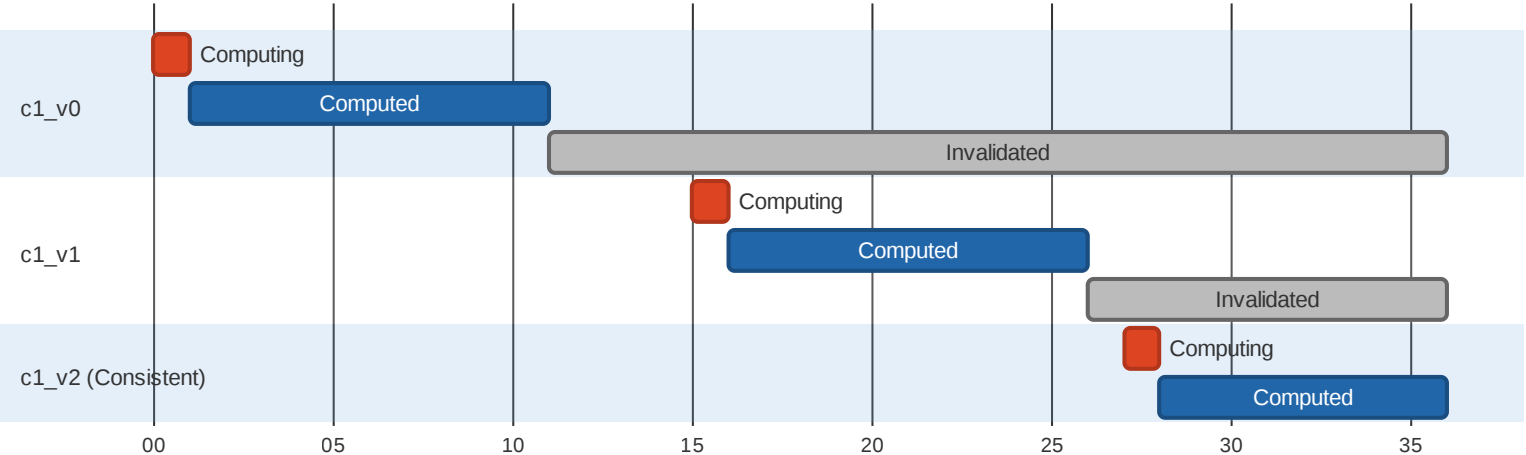 Computing
c1_v0
Computed
Invalidated
Computing
c1_v1
Computed
Invalidated
Computing
c1_v2 (Consistent)
Computed
00 05 10 15 20 25 30 35